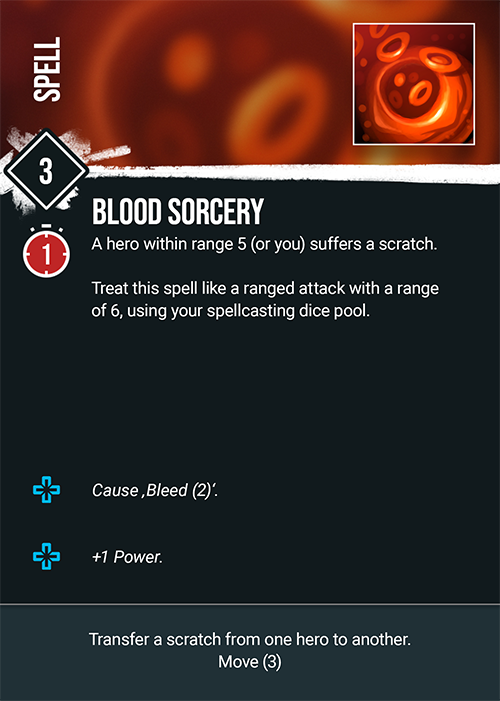 SPELL
3
BLOOD SORCERY
1
A hero within range 5 (or you) suffers a scratch.
Treat this spell like a ranged attack with a range
of 6, using your spellcasting dice pool.
Cause ‚Bleed (2)‘.
+1 Power.
Transfer a scratch from one hero to another.
Move (3)